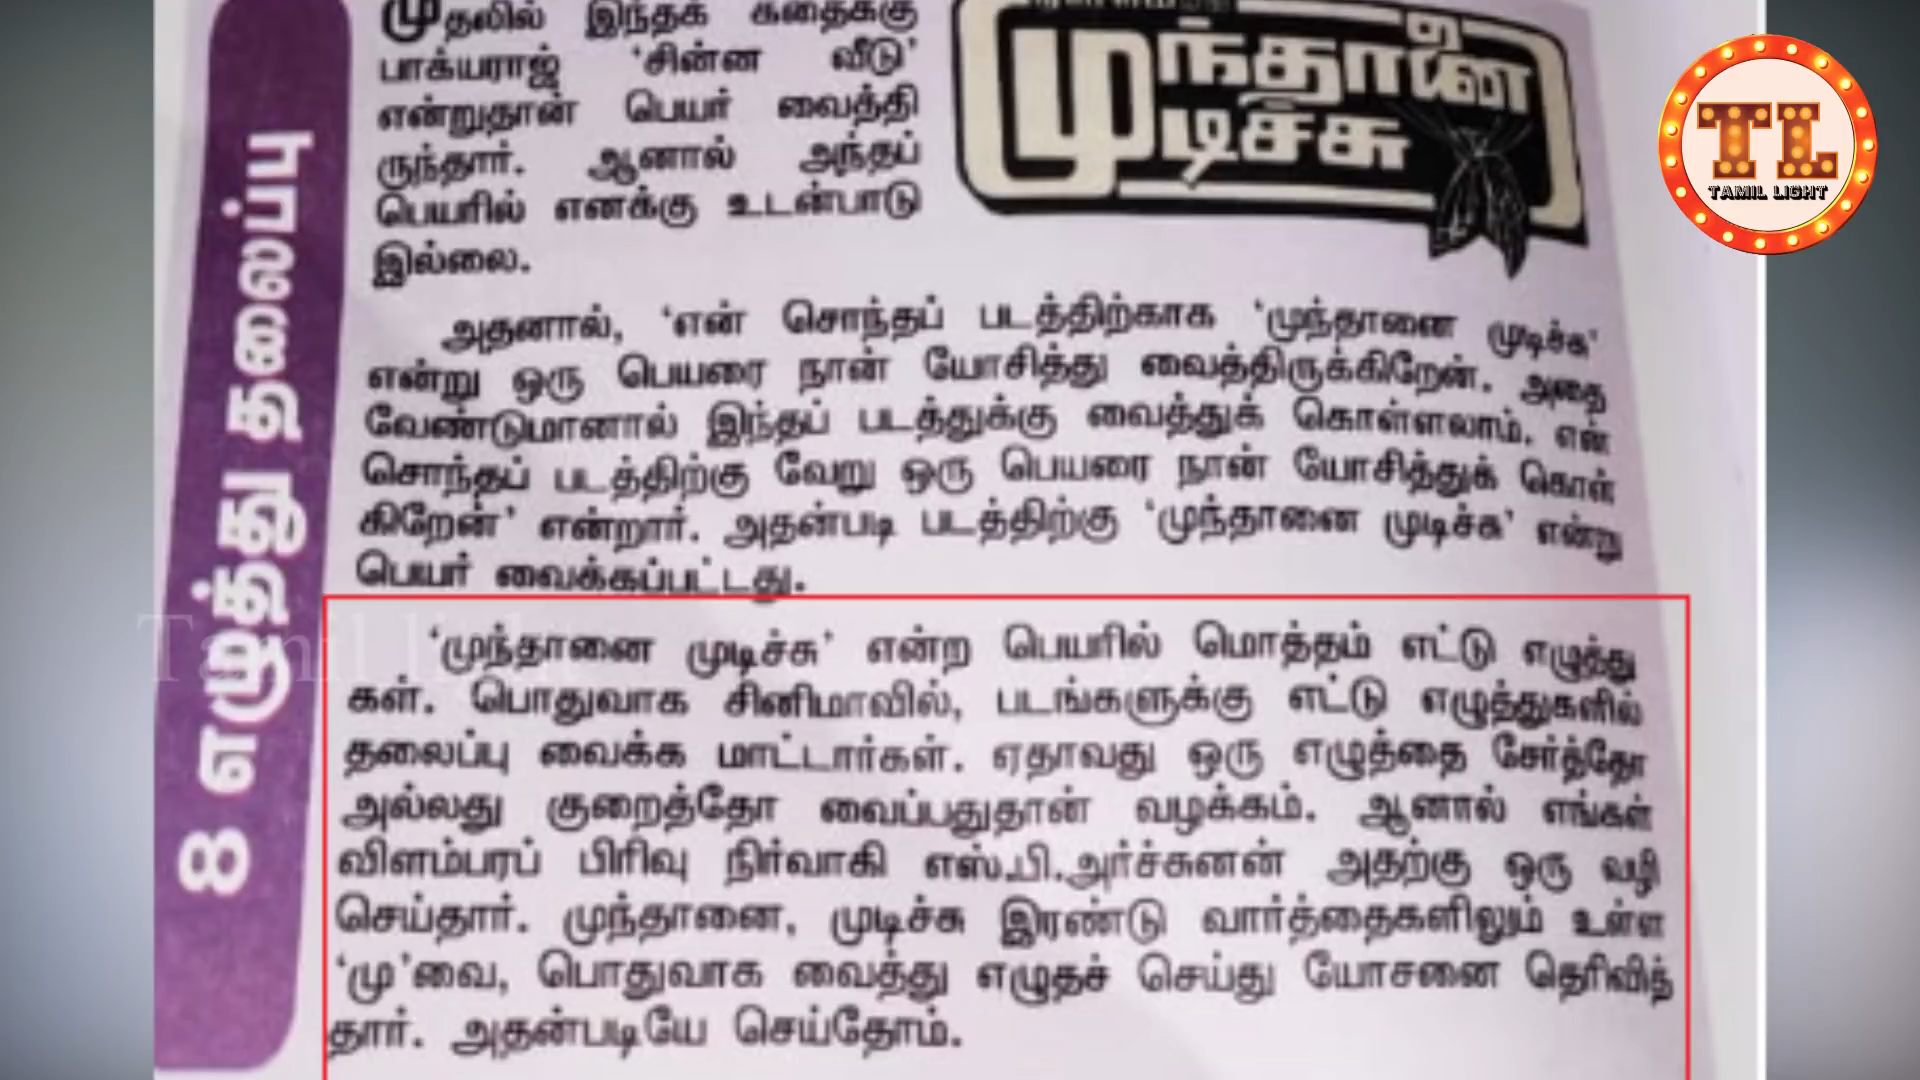 8 எழுத்து தலைப்பு
முதலில் இந்தக் கதைக்கு
பாக்யராஜ் ‘சின்ன வீடு’
என்றுதான் பெயர் வைத்தி
ருந்தார். ஆனால் அந்தப்
பெயரில் எனக்கு உடன்பாடு
இல்லை.
முந்தானை
முடிச்சு
TL
TAMIL LIGHT
அதனால், ‘என் சொந்தப் படத்திற்காக ‘முந்தானை முடிச்சு’
என்று ஒரு பெயரை நான் யோசித்து வைத்திருக்கிறேன். அதை
வேண்டுமானால் இந்தப் படத்துக்கு வைத்துக் கொள்ளலாம். என்
சொந்தப் படத்திற்கு வேறு ஒரு பெயரை நான் யோசித்துக் கொள்
கிறேன்’ என்றார். அதன்படி படத்திற்கு ‘முந்தானை முடிச்சு’ என்று
பெயர் வைக்கப்பட்டது.
‘முந்தானை முடிச்சு’ என்ற பெயரில் மொத்தம் எட்டு எழுத்து
கள். பொதுவாக சினிமாவில், படங்களுக்கு எட்டு எழுத்துகளில்
தலைப்பு வைக்க மாட்டார்கள். ஏதாவது ஒரு எழுத்தை சேர்த்தோ
அல்லது குறைத்தோ வைப்பதுதான் வழக்கம். ஆனால் எங்கள்
விளம்பரப் பிரிவு நிர்வாகி எஸ்.பி.அர்ச்சுனன் அதற்கு ஒரு வழி
செய்தார். முந்தானை, முடிச்சு இரண்டு வார்த்தைகளிலும் உள்ள
‘மு’வை, பொதுவாக வைத்து எழுதச் செய்து யோசனை தெரிவித்
தார். அதன்படியே செய்தோம்.